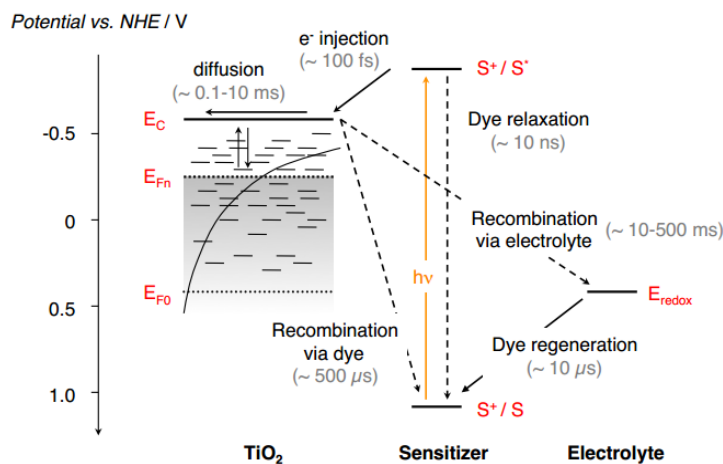 Potential vs. NHE / V
e⁻ injection
(~ 100 fs)
S⁺ / S*
diffusion
(~ 0.1-10 ms)
E_C
-0.5
Dye relaxation
(~ 10 ns)
E_Fn
0
Recombination
via electrolyte
(~ 10-500 ms)
hν
E_F0
E_redox
0.5
Recombination
via dye
(~ 500 µs)
Dye regeneration
(~ 10 µs)
1.0
S⁺ / S
TiO₂
Sensitizer
Electrolyte